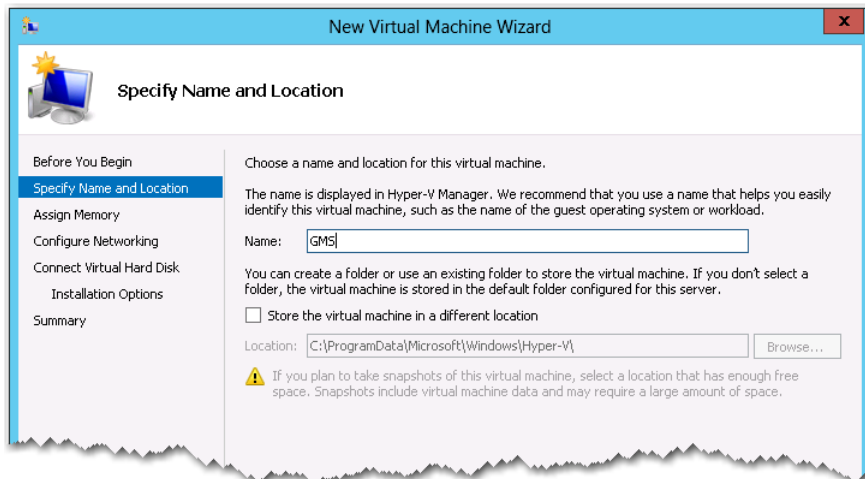 New Virtual Machine Wizard
x
Specify Name and Location
Before You Begin
Specify Name and Location
Assign Memory
Configure Networking
Connect Virtual Hard Disk
Installation Options
Summary
Choose a name and location for this virtual machine.
The name is displayed in Hyper-V Manager. We recommend that you use a name that helps you easily
identify this virtual machine, such as the name of the guest operating system or workload.
Name: GMS
You can create a folder or use an existing folder to store the virtual machine. If you don't select a
folder, the virtual machine is stored in the default folder configured for this server.
Store the virtual machine in a different location
Location: C:\ProgramData\Microsoft\Windows\Hyper-V\ Browse...
If you plan to take snapshots of this virtual machine, select a location that has enough free
space. Snapshots include virtual machine data and may require a large amount of space.